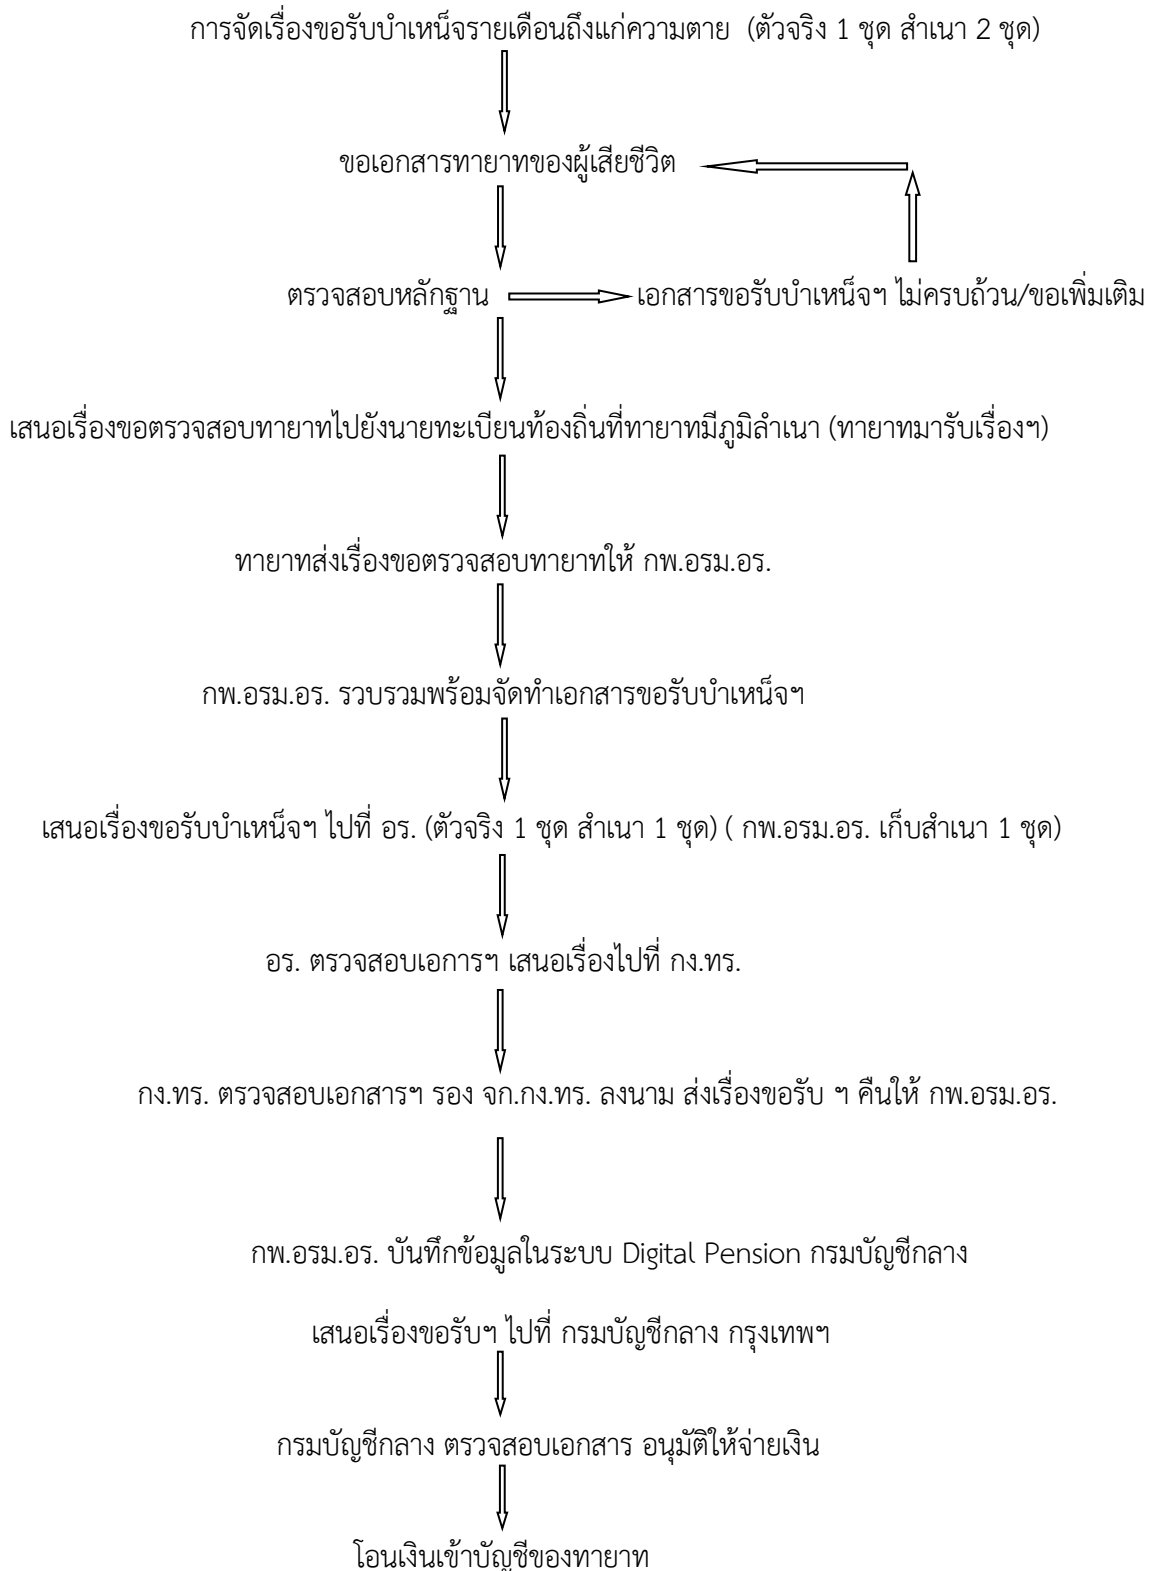 การจัดเรื่องขอรับบำเหน็จรายเดือนถึงแก่ความตาย (ตัวจริง 1 ชุด สำเนา 2 ชุด)
ขอเอกสารทายาทของผู้เสียชีวิต
ตรวจสอบหลักฐาน เอกสารขอรับบำเหน็จฯ ไม่ครบถ้วน/ขอเพิ่มเติม
เสนอเรื่องขอตรวจสอบทายาทไปยังนายทะเบียนท้องถิ่นที่ทายาทมีภูมิลำเนา (ทายาทมารับเรื่องฯ)
ทายาทส่งเรื่องขอตรวจสอบทายาทให้ กพ.อรม.อร.
กพ.อรม.อร. รวบรวมพร้อมจัดทำเอกสารขอรับบำเหน็จฯ
เสนอเรื่องขอรับบำเหน็จฯ ไปที่ อร. (ตัวจริง 1 ชุด สำเนา 1 ชุด) ( กพ.อรม.อร. เก็บสำเนา 1 ชุด)
อร. ตรวจสอบเอการฯ เสนอเรื่องไปที่ กง.ทร.
กง.ทร. ตรวจสอบเอกสารฯ รอง จก.กง.ทร. ลงนาม ส่งเรื่องขอรับ ฯ คืนให้ กพ.อรม.อร.
กพ.อรม.อร. บันทึกข้อมูลในระบบ Digital Pension กรมบัญชีกลาง
เสนอเรื่องขอรับฯ ไปที่ กรมบัญชีกลาง กรุงเทพฯ
กรมบัญชีกลาง ตรวจสอบเอกสาร อนุมัติให้จ่ายเงิน
โอนเงินเข้าบัญชีของทายาท